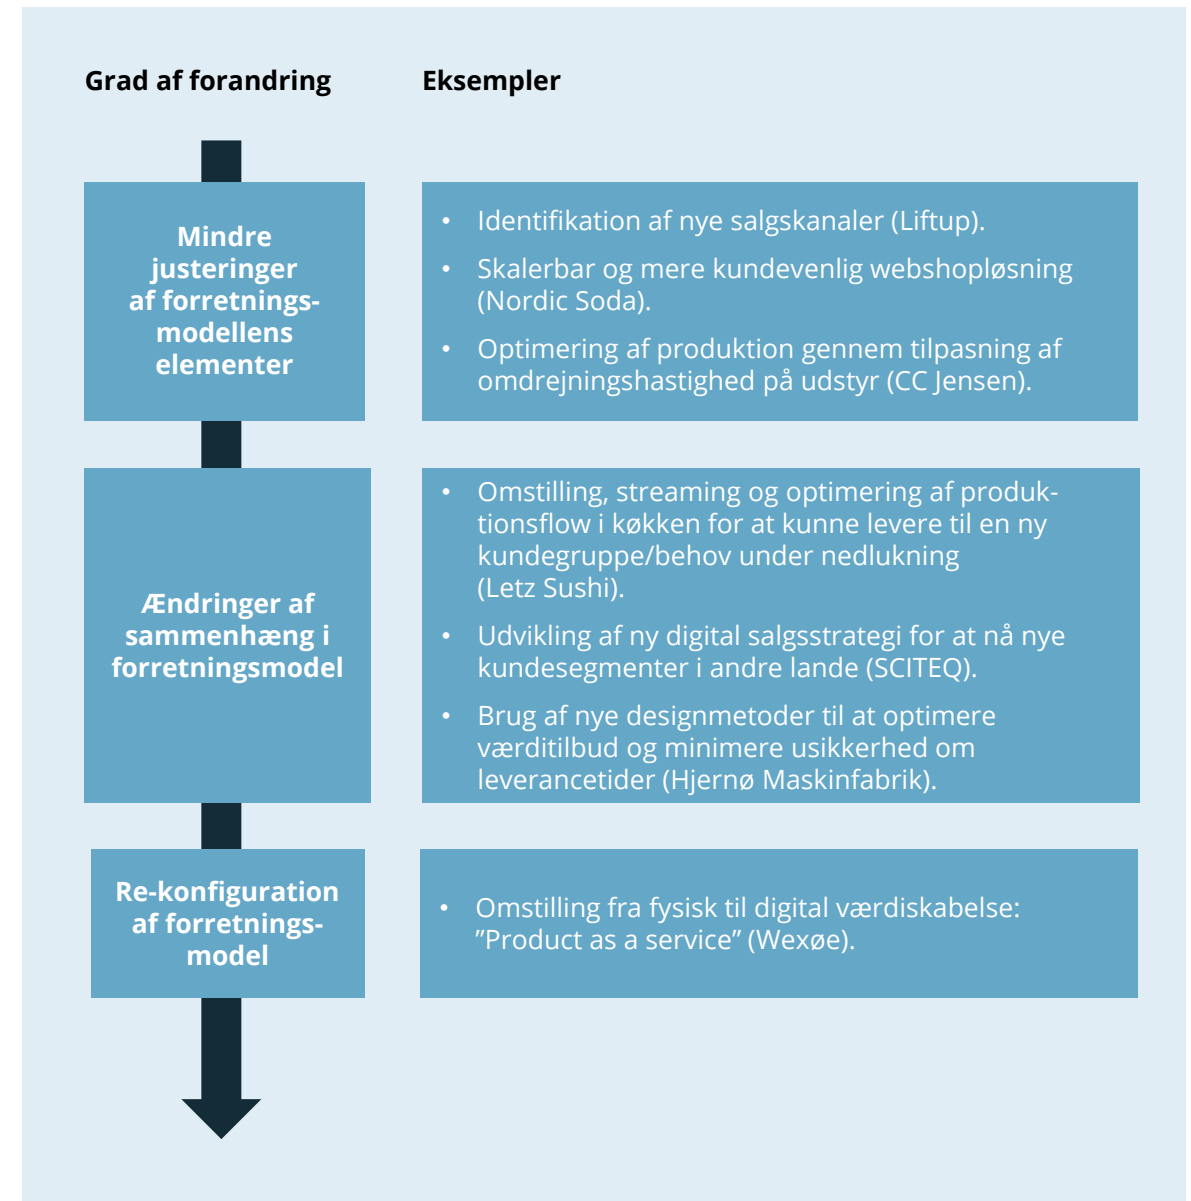 Grad af forandring
Eksempler
Mindre
justeringer
af forretnings-
modellens
elementer
• Identifikation af nye salgskanaler (Liftup).
• Skalerbar og mere kundevenlig webshopløsning
(Nordic Soda).
• Optimering af produktion gennem tilpasning af
omdrejningshastighed på udstyr (CC Jensen).
Ændringer af
sammenhæng i
forretningsmodel
• Omstilling, streaming og optimering af produk-
tionsflow i køkken for at kunne levere til en ny
kundegruppe/behov under nedlukning
(Letz Sushi).
• Udvikling af ny digital salgsstrategi for at nå nye
kundesegmenter i andre lande (SCITEQ).
• Brug af nye designmetoder til at optimere
værditilbud og minimere usikkerhed om
leverancetider (Hjernø Maskinfabrik).
Re-konfiguration
af forretnings-
model
• Omstilling fra fysisk til digital værdiskabelse:
”Product as a service” (Wexøe).